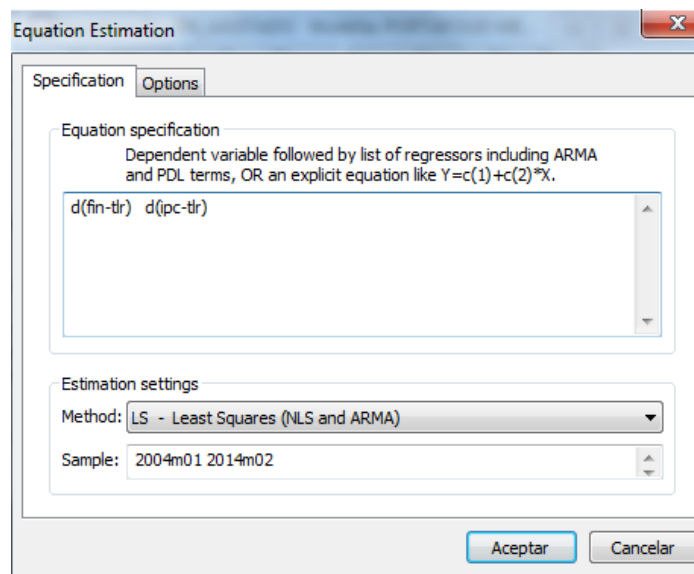 Equation Estimation
X
Specification
Options
Equation specification
Dependent variable followed by list of regressors including ARMA
and PDL terms, OR an explicit equation like Y=c(1)+c(2)*X.
d(fin-tlr) d(ipc-tlr)
Estimation settings
Method: LS - Least Squares (NLS and ARMA)
Sample: 2004m01 2014m02
Aceptar
Cancelar